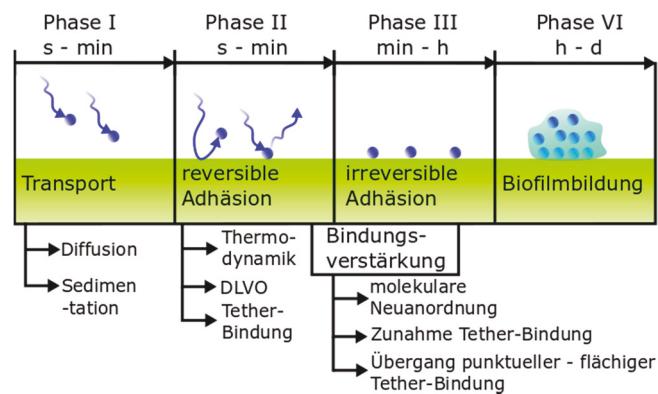 Phase I
s - min
Phase II
s - min
Phase III
min - h
Phase VI
h - d
Transport
reversible
Adhäsion
irreversible
Adhäsion
Biofilmbildung
Diffusion
Sedimen
-tation
Thermo-
dynamik
DLVO
Tether-
Bindung
Bindungs-
verstärkung
molekulare
Neuanordnung
Zunahme Tether-Bindung
Übergang punktueller - flächiger
Tether-Bindung